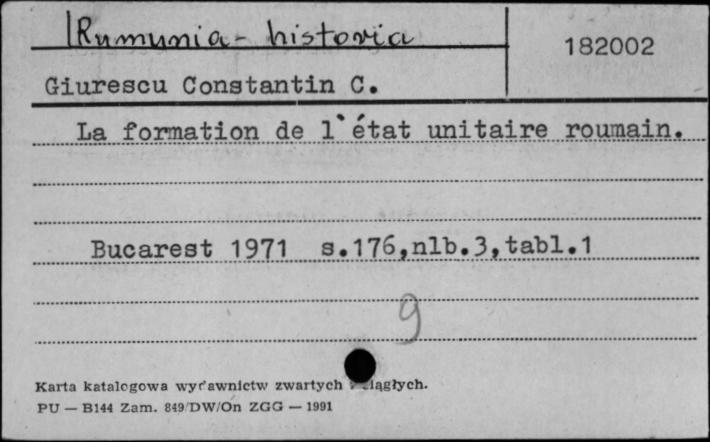 Rumunia - historia
182002
Giurescu Constantin C.
La formation de l`état unitaire roumain.
Bucarest 1971 s.176,nlb.3,tabl.1
9
Karta katalogowa wydawnictw zwartych ciągłych.
PU — B144 Zam. 849/DW/On ZGG — 1991